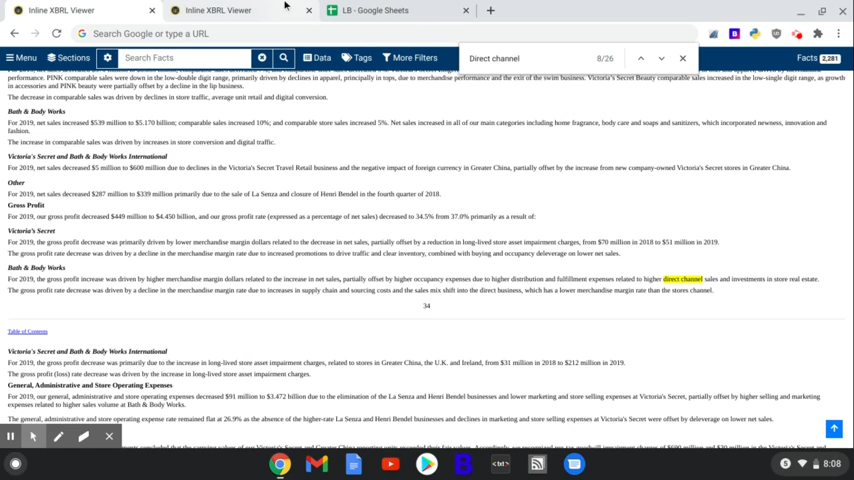 Inline XBRL Viewer
Inline XBRL Viewer
LB - Google Sheets
Search Google or type a URL
Menu Sections Search Facts Data Tags More Filters Facts 2,281
Direct channel 8/26
performance. PINK comparable sales were down in the low-double digit range, primarily driven by declines in apparel, principally in tops, due to merchandise performance and the exit of the swim business. Victoria's Secret Beauty comparable sales increased in the low-single digit range, as growth
in accessories and PINK beauty were partially offset by a decline in the lip business.
The decrease in comparable sales was driven by declines in store traffic, average unit retail and digital conversion.
Bath & Body Works
For 2019, net sales increased $539 million to $5.170 billion; comparable sales increased 10%; and comparable store sales increased 5%. Net sales increased in all of our main categories including home fragrance, body care and soaps and sanitizers, which incorporated newness, innovation and
fashion.
The increase in comparable sales was driven by increases in store conversion and digital traffic.
Victoria's Secret and Bath & Body Works International
For 2019, net sales decreased $5 million to $600 million due to declines in the Victoria's Secret Travel Retail business and the negative impact of foreign currency in Greater China, partially offset by the increase from new company-owned Victoria's Secret stores in Greater China.
Other
For 2019, net sales decreased $287 million to $339 million primarily due to the sale of La Senza and closure of Henri Bendel in the fourth quarter of 2018.
Gross Profit
For 2019, our gross profit decreased $449 million to $4.450 billion, and our gross profit rate (expressed as a percentage of net sales) decreased to 34.5% from 37.0% primarily as a result of:
Victoria's Secret
For 2019, the gross profit decrease was primarily driven by lower merchandise margin dollars related to the decrease in net sales, partially offset by a reduction in long-lived store asset impairment charges, from $70 million in 2018 to $51 million in 2019.
The gross profit rate decrease was driven by a decline in the merchandise margin rate due to increased promotions to drive traffic and clear inventory, combined with buying and occupancy deleverage on lower net sales.
Bath & Body Works
For 2019, the gross profit increase was driven by higher merchandise margin dollars related to the increase in net sales, partially offset by higher occupancy expenses due to higher distribution and fulfillment expenses related to higher direct channel sales and investments in store real estate.
The gross profit rate decrease was driven by a decline in the merchandise margin rate due to increases in supply chain and sourcing costs and the sales mix shift into the direct business, which has a lower merchandise margin rate than the stores channel.
34
Table of Contents
Victoria's Secret and Bath & Body Works International
For 2019, the gross profit decrease was primarily due to the increase in long-lived store asset impairment charges, related to stores in Greater China, the U.K. and Ireland, from $31 million in 2018 to $212 million in 2019.
The gross profit (loss) rate decrease was driven by the increase in long-lived store asset impairment charges.
General, Administrative and Store Operating Expenses
For 2019, our general, administrative and store operating expenses decreased $91 million to $3.472 billion due to the elimination of the La Senza and Henri Bendel businesses and lower marketing and store selling expenses at Victoria's Secret, partially offset by higher selling and marketing
expenses related to higher sales volume at Bath & Body Works.
The general, administrative and store operating expense rate remained flat at 26.9% as the absence of the higher-rate La Senza and Henri Bendel businesses and declines in marketing and store selling expenses at Victoria's Secret were offset by deleverage on lower net sales.
8:08